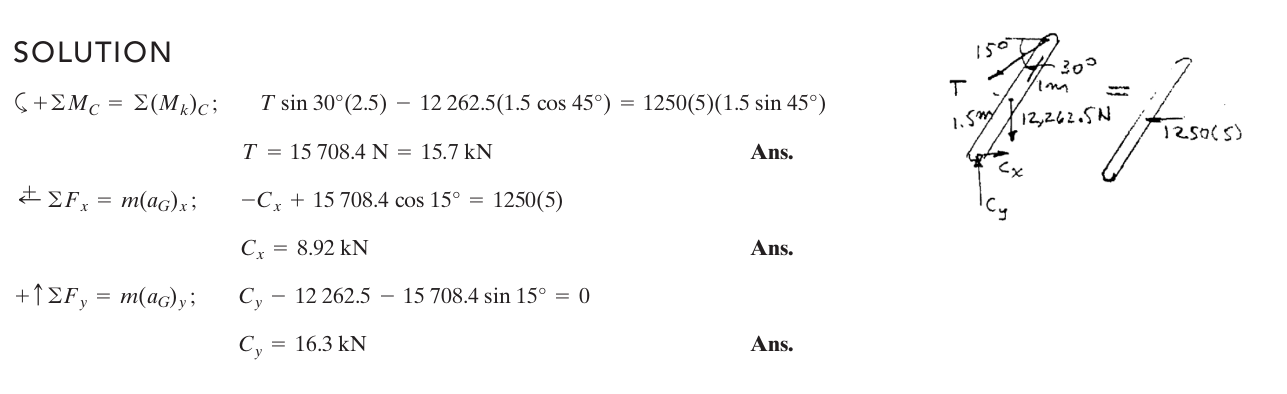 SOLUTION
⤹+ΣM_C = Σ(M_k)_C; T sin 30°(2.5) − 12 262.5(1.5 cos 45°) = 1250(5)(1.5 sin 45°)
T = 15 708.4 N = 15.7 kN Ans.
⇐+ ΣF_x = m(a_G)_x; −C_x + 15 708.4 cos 15° = 1250(5)
C_x = 8.92 kN Ans.
+↑ΣF_y = m(a_G)_y; C_y − 12 262.5 − 15 708.4 sin 15° = 0
C_y = 16.3 kN Ans.
15°
30°
T
1m
=
1.5m
12,262.5N
1250(5)
Cx
Cy